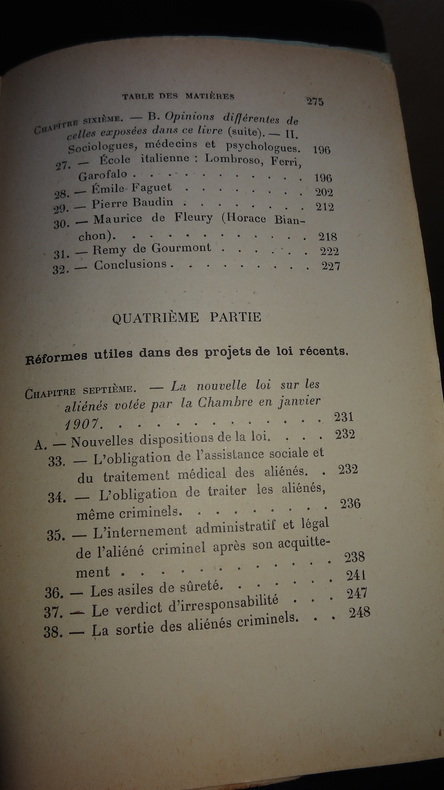 TABLE DES MATIÈRES 275
CHAPITRE SIXIÈME. — B. Opinions différentes de
celles exposées dans ce livre (suite). — II.
Sociologues, médecins et psychologues. 196
27. — École italienne : Lombroso, Ferri,
Garofalo . . . . . . . . . . . 196
28. — Émile Faguet . . . . . . . . 202
29. — Pierre Baudin . . . . . . . . 212
30. — Maurice de Fleury (Horace Bian-
chon). . . . . . . . . . . . 218
31. — Remy de Gourmont . . . . . . 222
32. — Conclusions . . . . . . . . . 227
QUATRIÈME PARTIE
Réformes utiles dans des projets de loi récents.
CHAPITRE SEPTIÈME. — La nouvelle loi sur les
aliénés votée par la Chambre en janvier
1907. . . . . . . . . . . . . 231
A. — Nouvelles dispositions de la loi. . . . 232
33. — L'obligation de l'assistance sociale et
du traitement médical des aliénés. . 232
34. — L'obligation de traiter les aliénés,
même criminels. . . . . . . . . 236
35. — L'internement administratif et légal
de l'aliéné criminel après son acquitte-
ment . . . . . . . . . . . . 238
36. — Les asiles de sûreté. . . . . . . 241
37. — Le verdict d'irresponsabilité . . . 247
38. — La sortie des aliénés criminels. . . 248